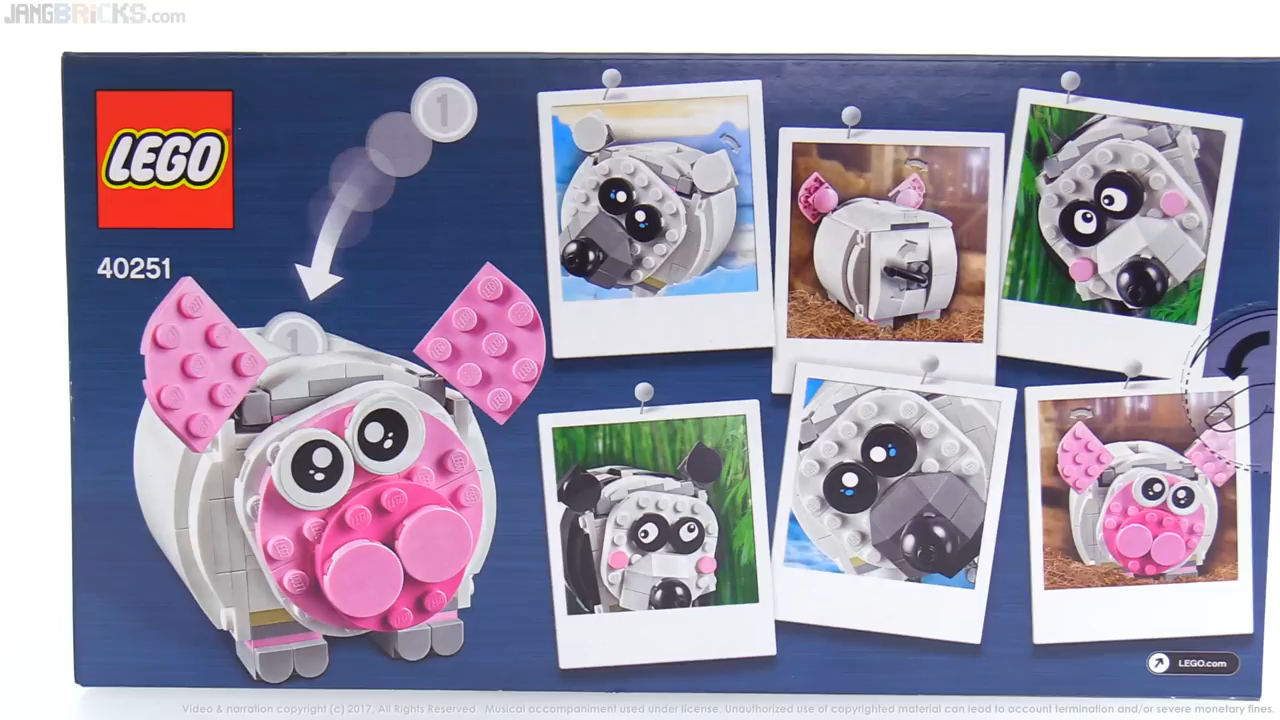 JANGBRiCKS.com
LEGO
®
40251
1
1
LEGO.com
Video & narration copyright (c) 2017, All Rights Reserved. Musical accompaniment used under license. Unauthorized use of copyrighted material can lead to account termination and/or severe monetary fines.